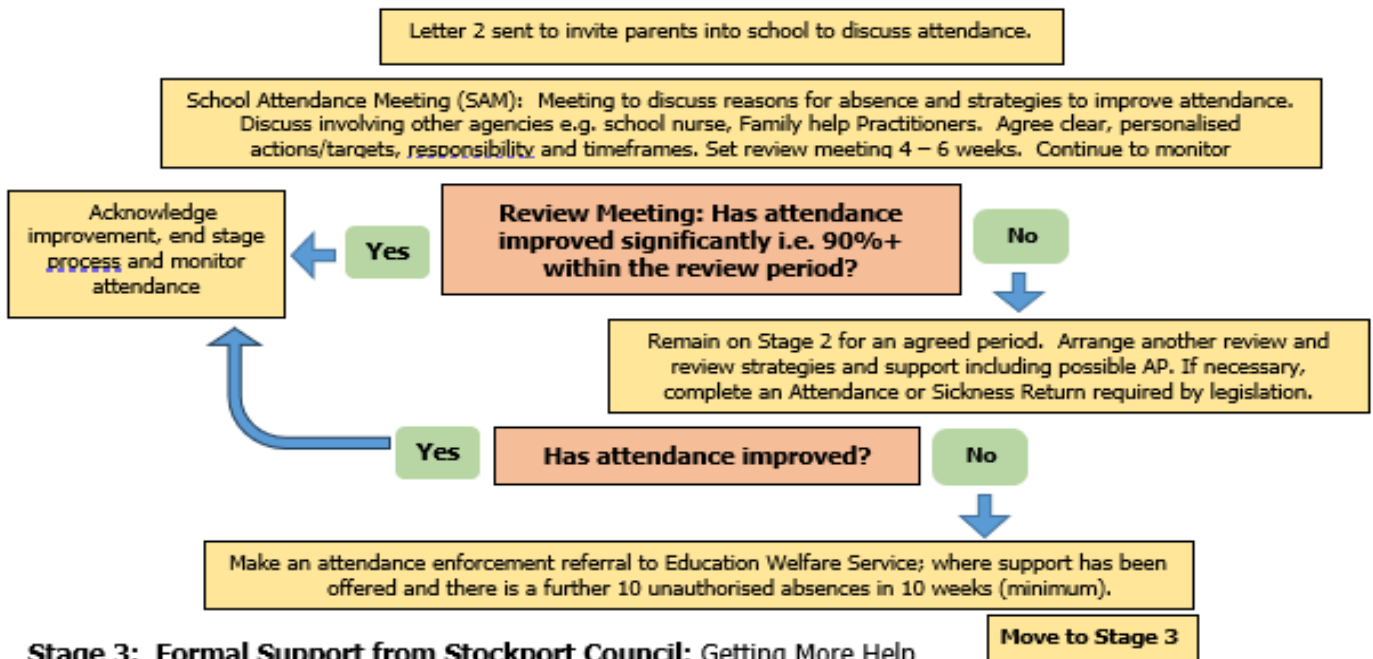 Letter 2 sent to invite parents into school to discuss attendance.
School Attendance Meeting (SAM): Meeting to discuss reasons for absence and strategies to improve attendance.
Discuss involving other agencies e.g. school nurse, Family help Practitioners. Agree clear, personalised
actions/targets, responsibility and timeframes. Set review meeting 4 – 6 weeks. Continue to monitor
Acknowledge
improvement, end stage
process and monitor
attendance
Yes
Review Meeting: Has attendance
improved significantly i.e. 90%+
within the review period?
No
Remain on Stage 2 for an agreed period. Arrange another review and
review strategies and support including possible AP. If necessary,
complete an Attendance or Sickness Return required by legislation.
Yes
Has attendance improved?
No
Make an attendance enforcement referral to Education Welfare Service; where support has been
offered and there is a further 10 unauthorised absences in 10 weeks (minimum).
Move to Stage 3
Stage 3: Formal Support from Stockport Council: Getting More Help